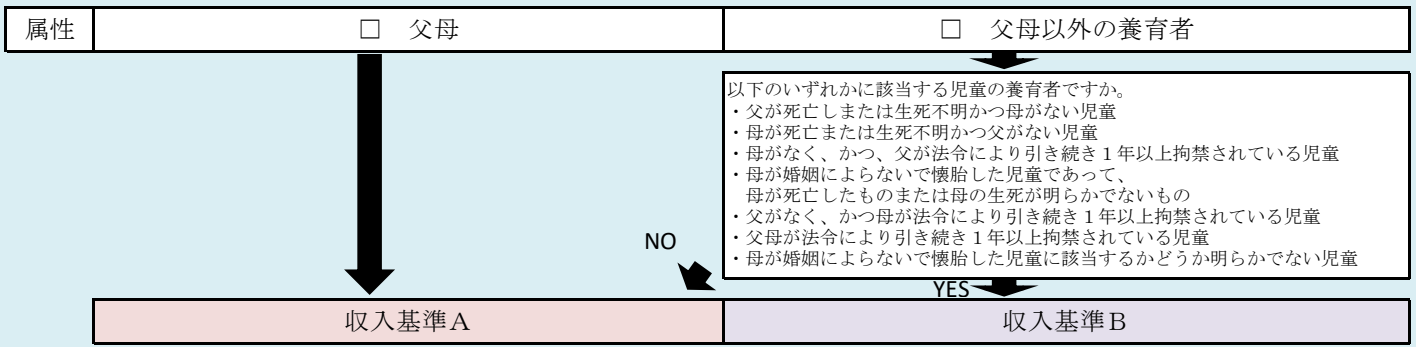 属性
□　父母
□　父母以外の養育者
以下のいずれかに該当する児童の養育者ですか。
・父が死亡しまたは生死不明かつ母がない児童
・母が死亡または生死不明かつ父がない児童
・母がなく、かつ、父が法令により引き続き１年以上拘禁されている児童
・母が婚姻によらないで懐胎した児童であって、
母が死亡したものまたは母の生死が明らかでないもの
・父がなく、かつ母が法令により引き続き１年以上拘禁されている児童
・父母が法令により引き続き１年以上拘禁されている児童
・母が婚姻によらないで懐胎した児童に該当するかどうか明らかでない児童
NO
YES
収入基準Ａ
収入基準Ｂ